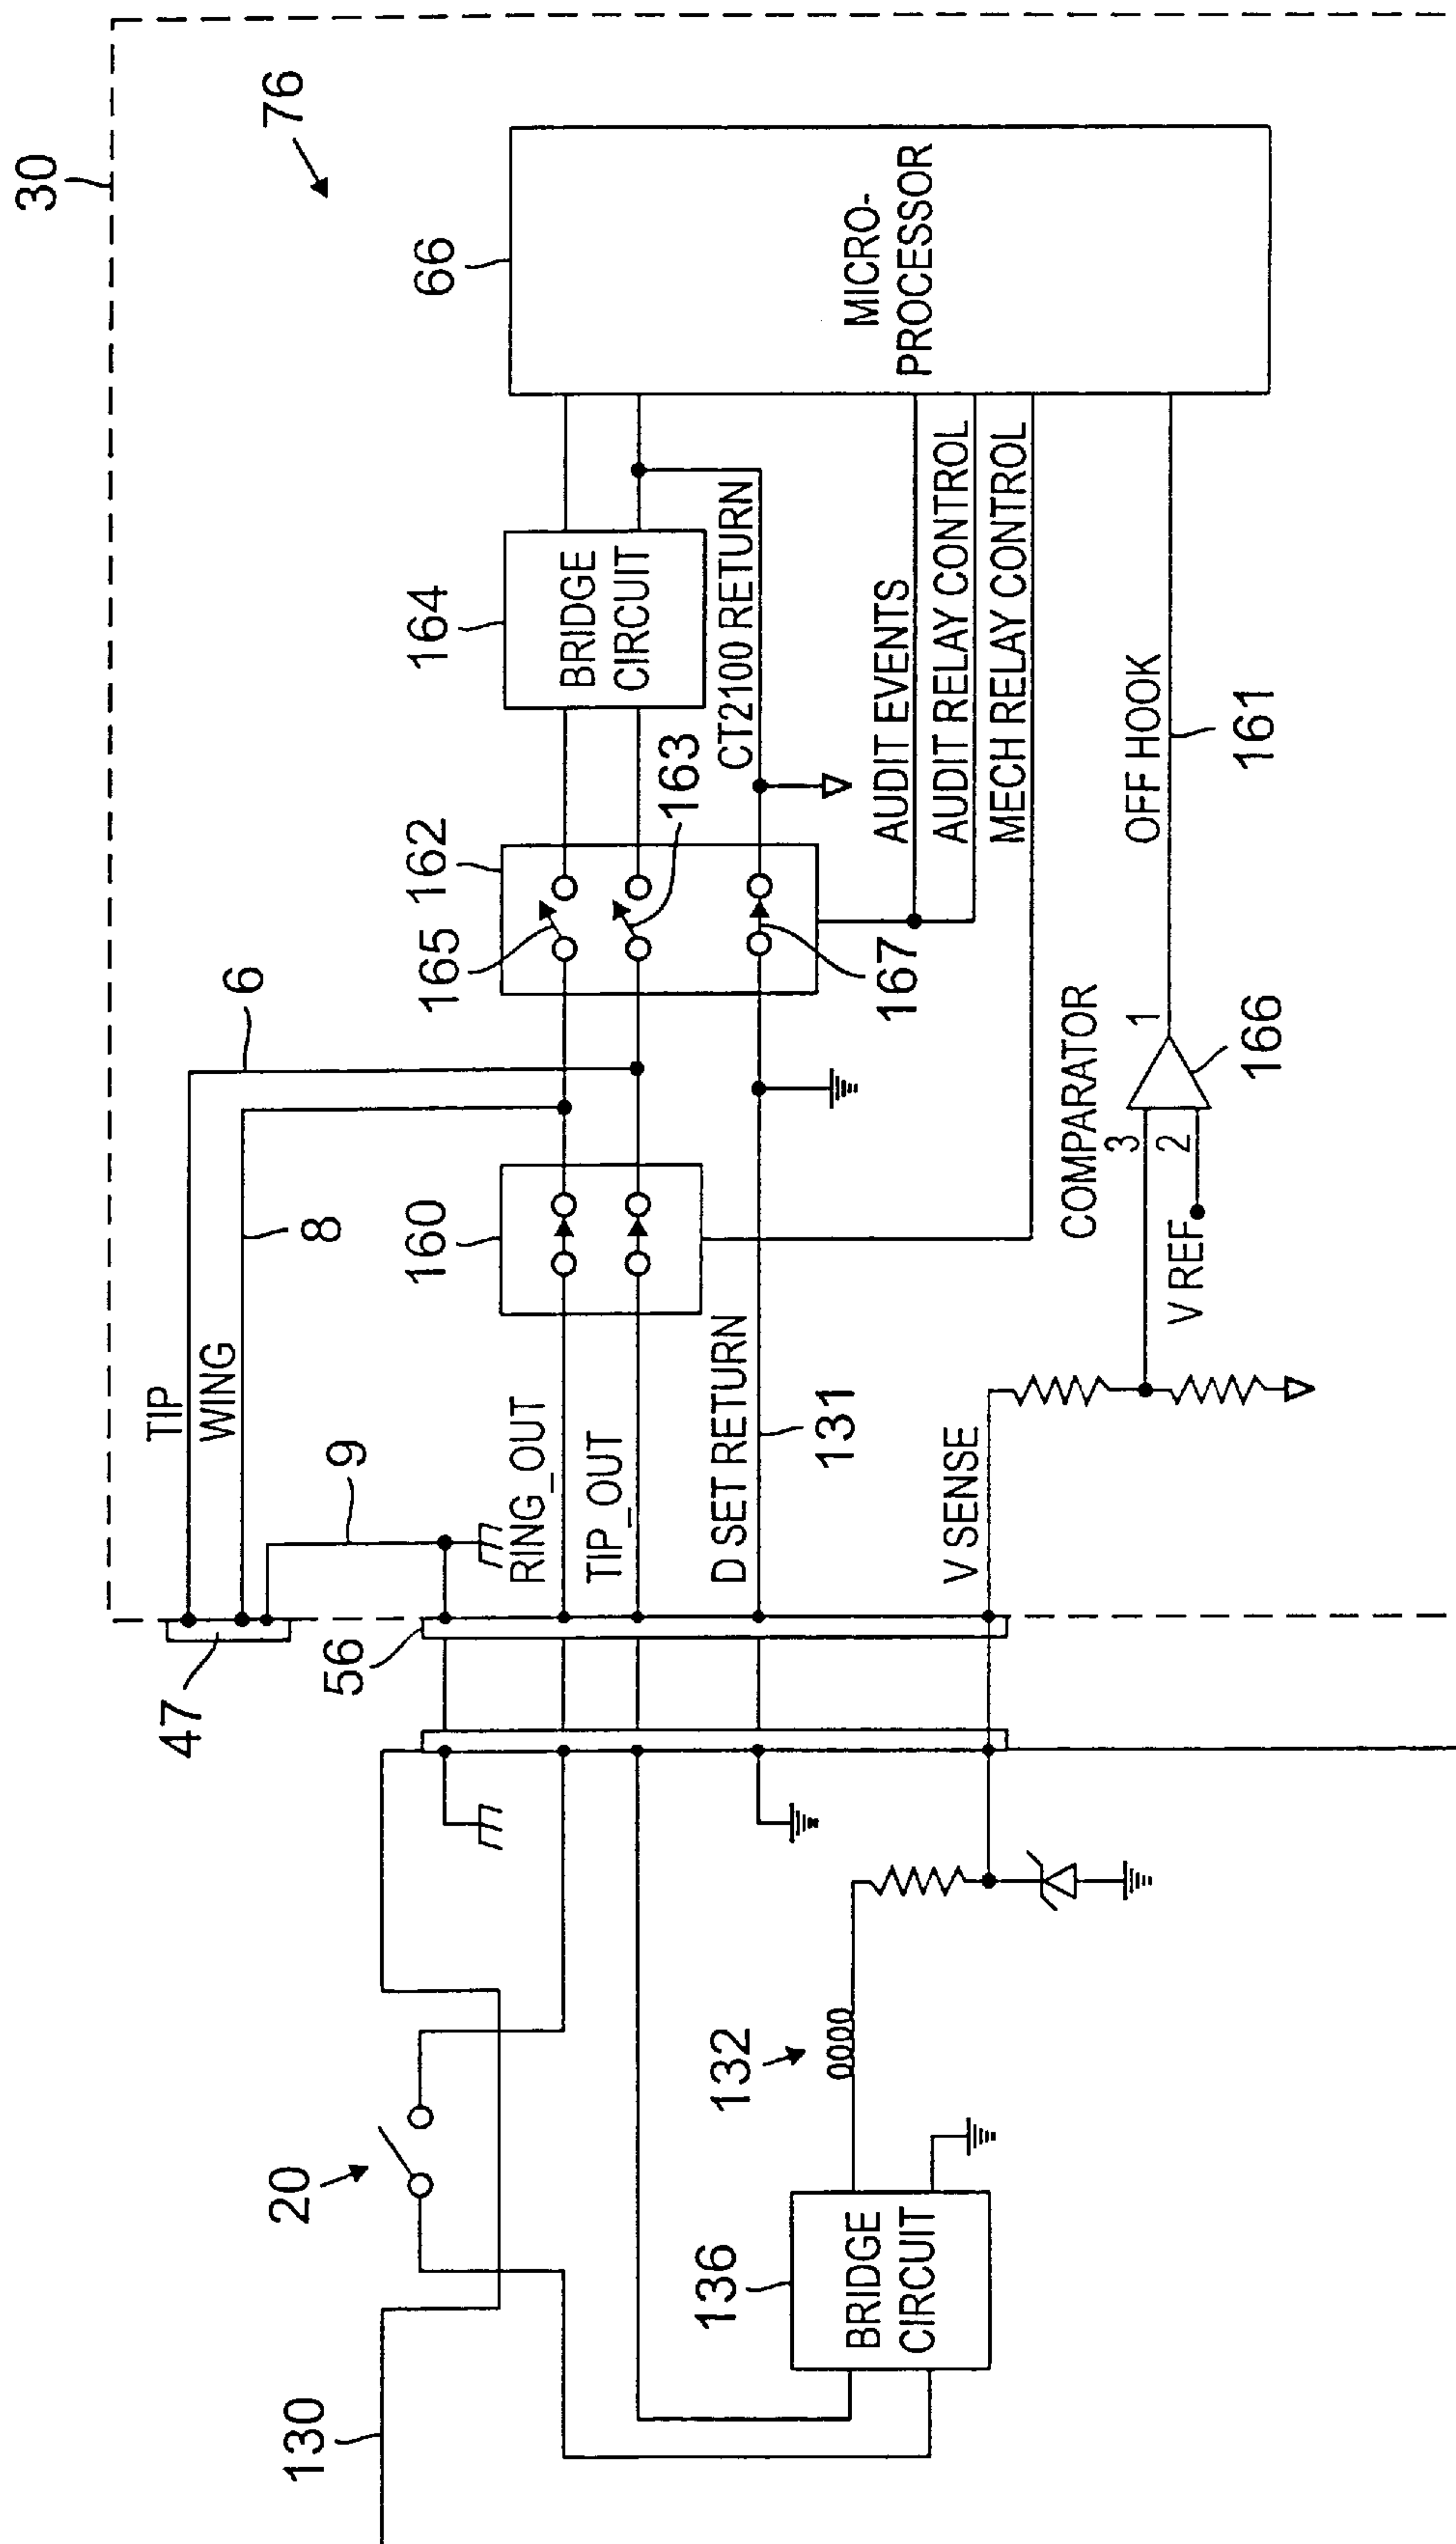 30
76
66
MICRO-
PROCESSOR
164
BRIDGE
CIRCUIT
CT2100 RETURN
AUDIT EVENTS
AUDIT RELAY CONTROL
MECH RELAY CONTROL
OFF HOOK
161
162
165
163
167
6
8
TIP
WING
9
47
56
160
RING_OUT
TIP_OUT
D SET RETURN
131
V SENSE
COMPARATOR
3
2
1
166
V REF
20
130
132
136
BRIDGE
CIRCUIT